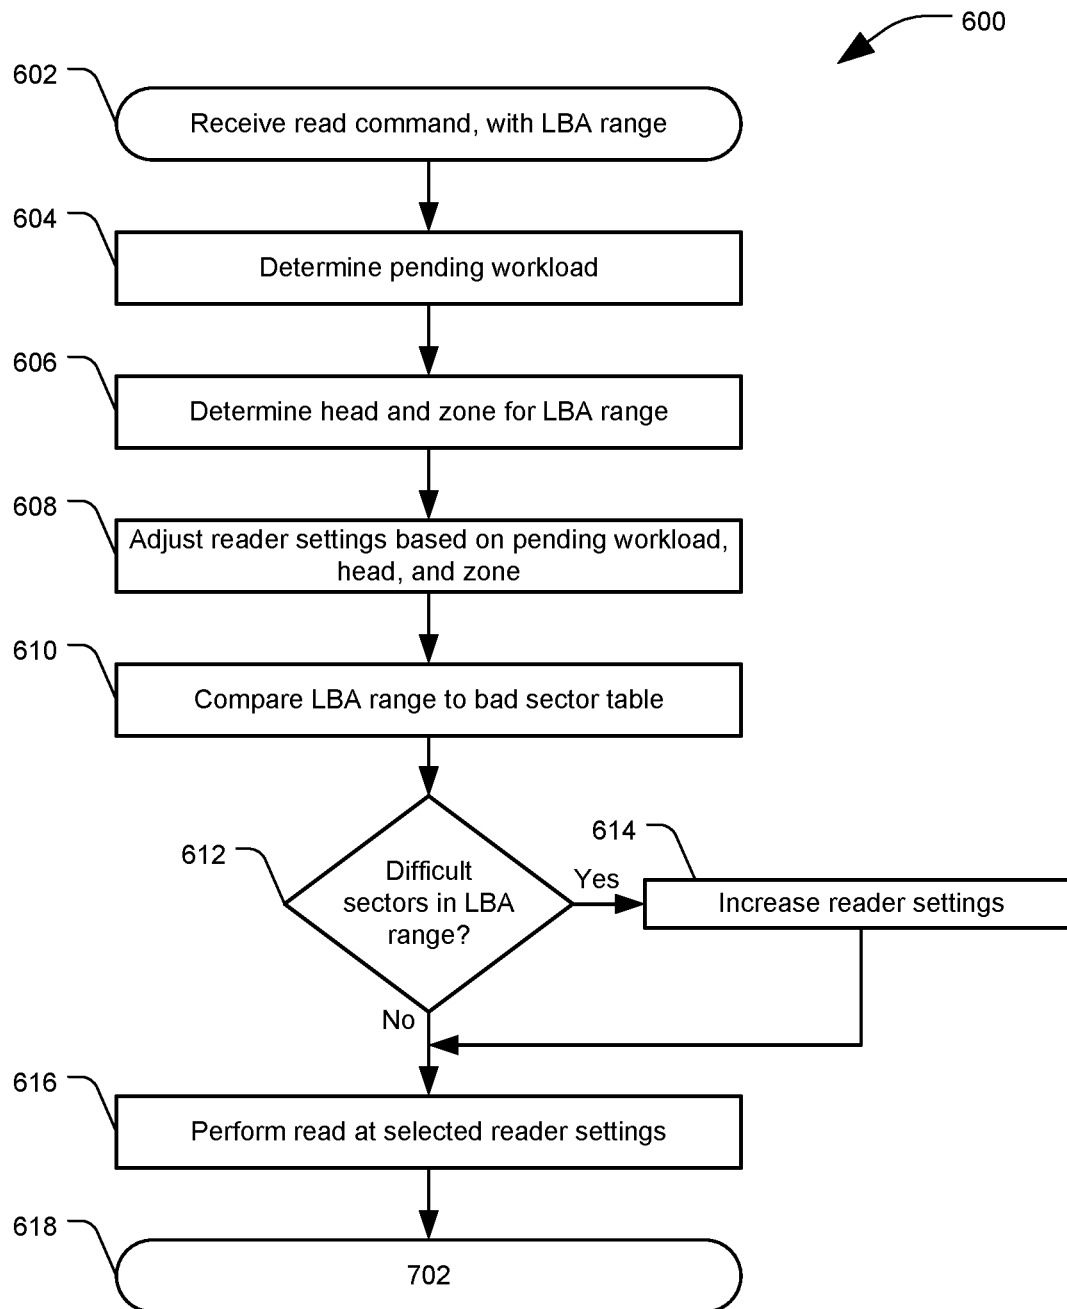 600
602
Receive read command, with LBA range
604
Determine pending workload
606
Determine head and zone for LBA range
608
Adjust reader settings based on pending workload,
head, and zone
610
Compare LBA range to bad sector table
612
Difficult
sectors in LBA
range?
Yes
614
Increase reader settings
No
616
Perform read at selected reader settings
618
702